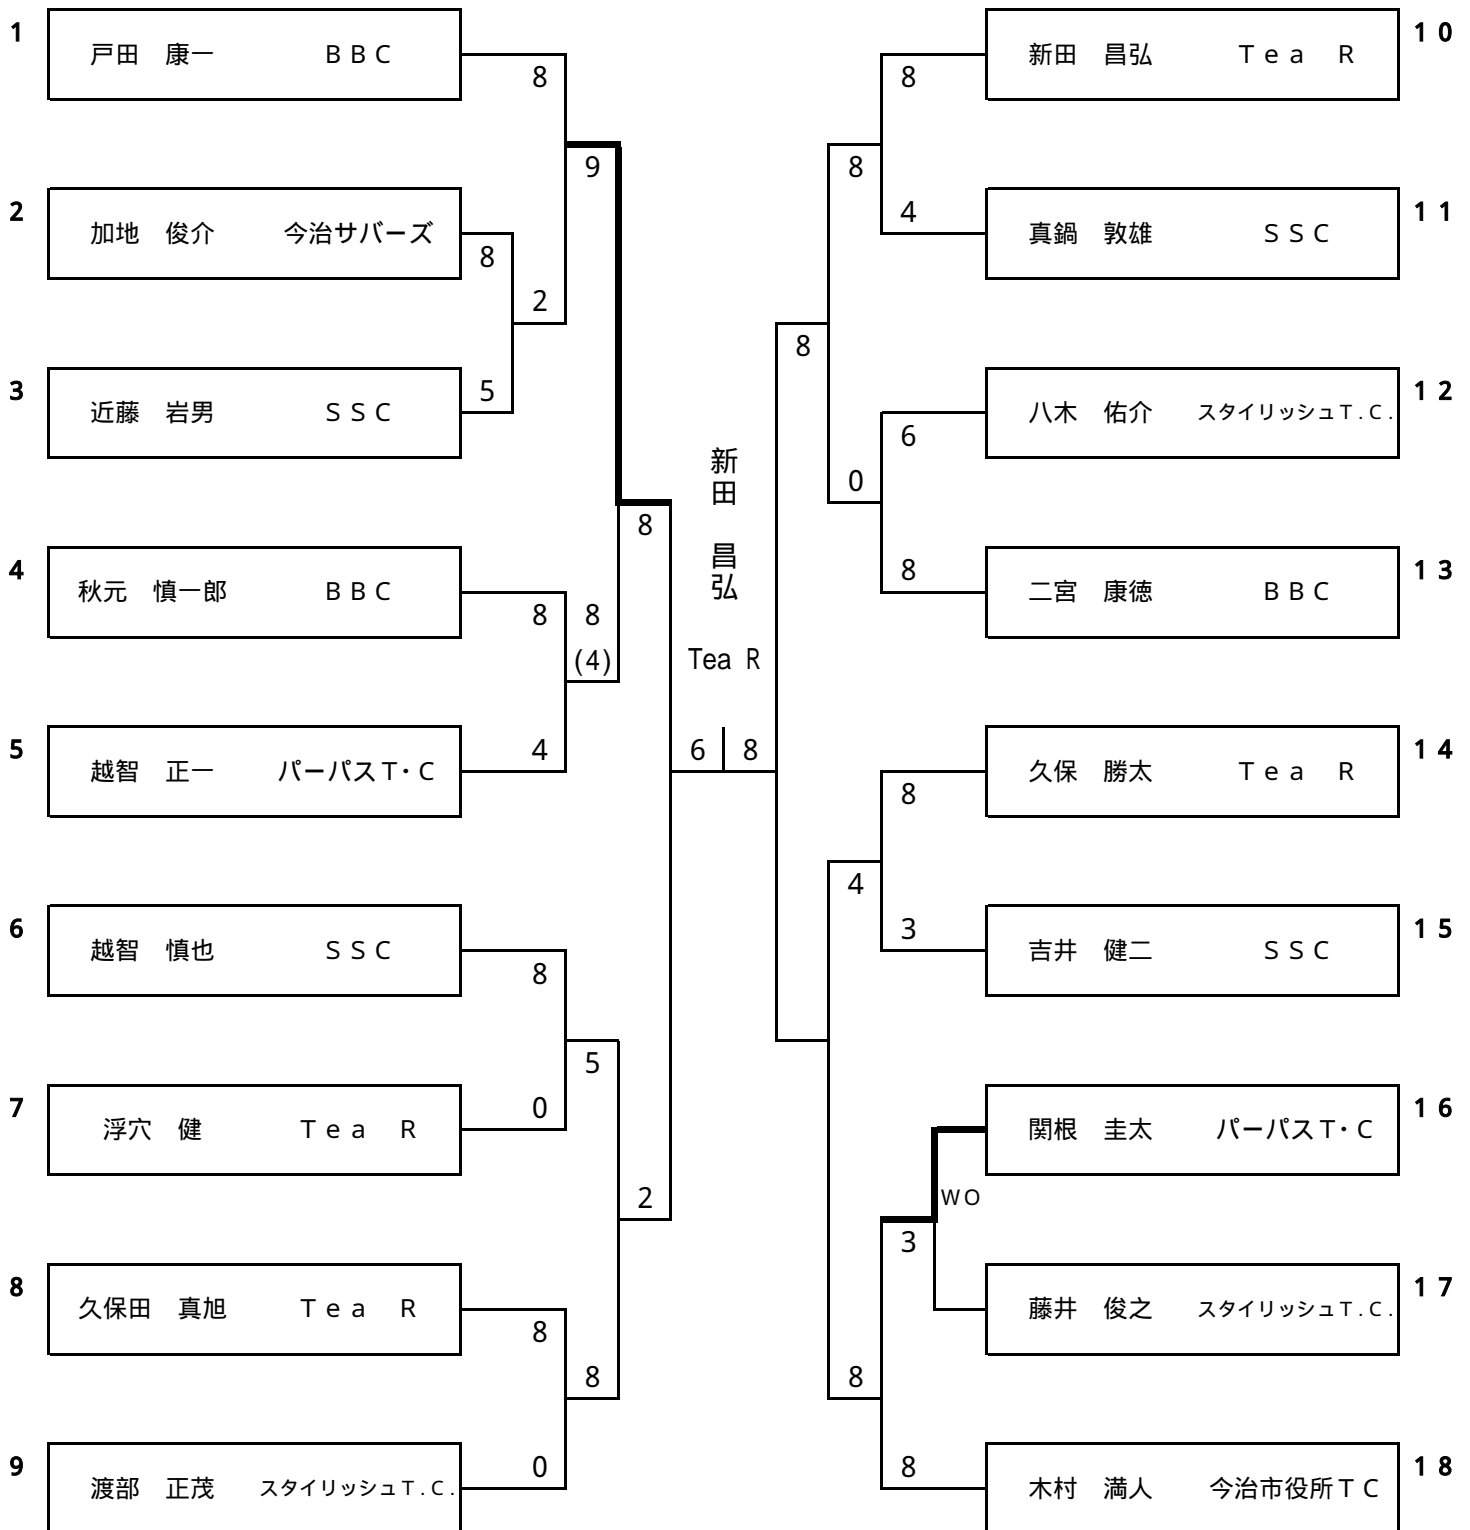 1
戸田　康一　ＢＢＣ
8
9
2
加地　俊介　今治サバーズ
8
2
3
近藤　岩男　ＳＳＣ
5
8
4
秋元　慎一郎　ＢＢＣ
8
8
(4)
5
越智　正一　パーパスＴ・Ｃ
4
6
越智　慎也　ＳＳＣ
8
5
7
浮穴　健　Ｔｅａ　Ｒ
0
2
8
久保田　真旭　Ｔｅａ　Ｒ
8
8
9
渡部　正茂　スタイリッシュＴ.Ｃ.
0
新田　昌弘
Tea R
6 8
10
新田　昌弘　Ｔｅａ　Ｒ
8
8
11
真鍋　敦雄　ＳＳＣ
4
8
12
八木　佑介　スタイリッシュＴ.Ｃ.
6
0
13
二宮　康徳　ＢＢＣ
8
14
久保　勝太　Ｔｅａ　Ｒ
8
4
15
吉井　健二　ＳＳＣ
3
16
関根　圭太　パーパスＴ・Ｃ
WO
3
17
藤井　俊之　スタイリッシュＴ.Ｃ.
8
18
木村　満人　今治市役所ＴＣ
8